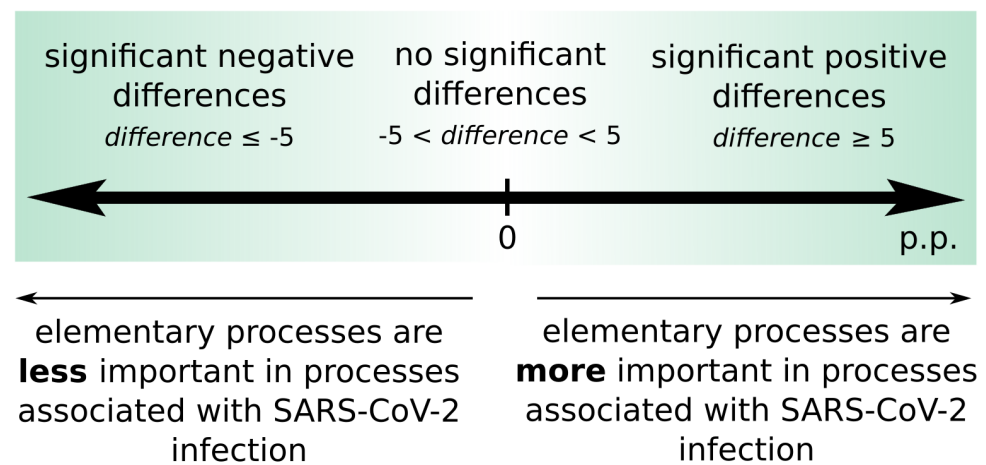 significant negative
differences
difference ≤ -5
no significant
differences
-5 < difference < 5
significant positive
differences
difference ≥ 5
0
p.p.
elementary processes are
less important in processes
associated with SARS-CoV-2
infection
elementary processes are
more important in processes
associated with SARS-CoV-2
infection